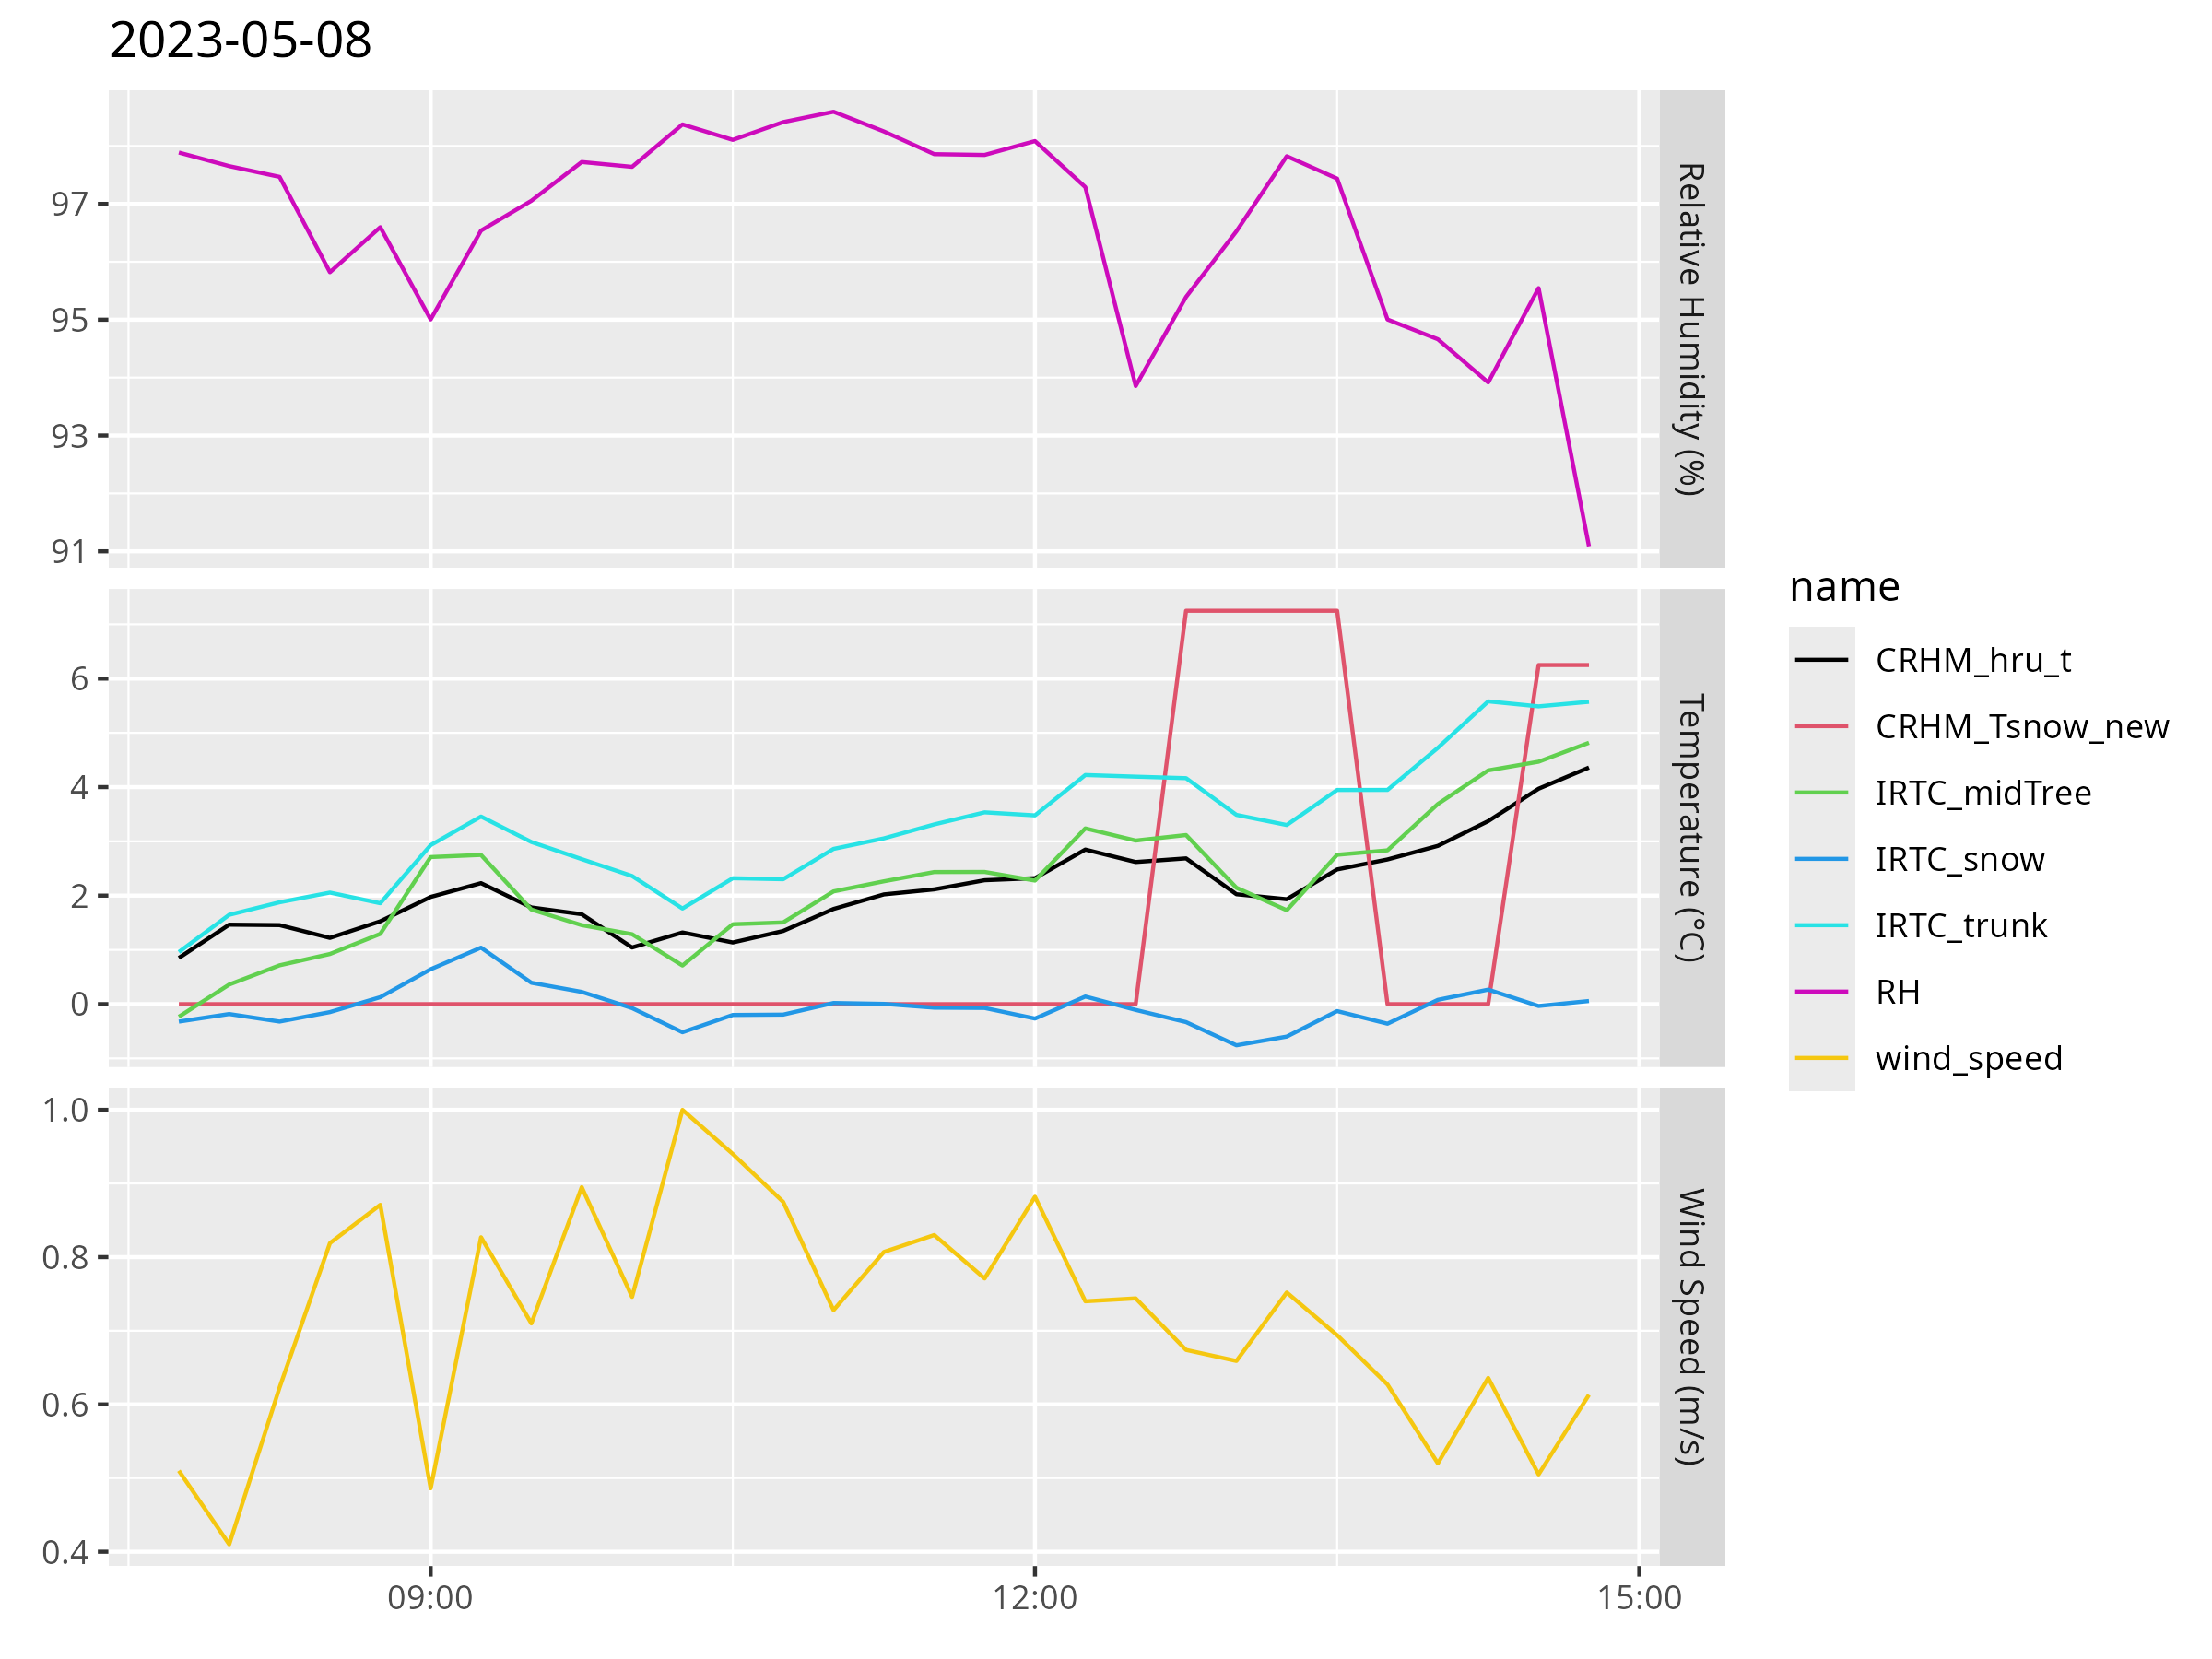 2023-05-08
97
95
93
91
Relative Humidity (%)
6
4
2
0
Temperature (°C)
1.0
0.8
0.6
0.4
Wind Speed (m/s)
09:00
12:00
15:00
name
CRHM_hru_t
CRHM_Tsnow_new
IRTC_midTree
IRTC_snow
IRTC_trunk
RH
wind_speed